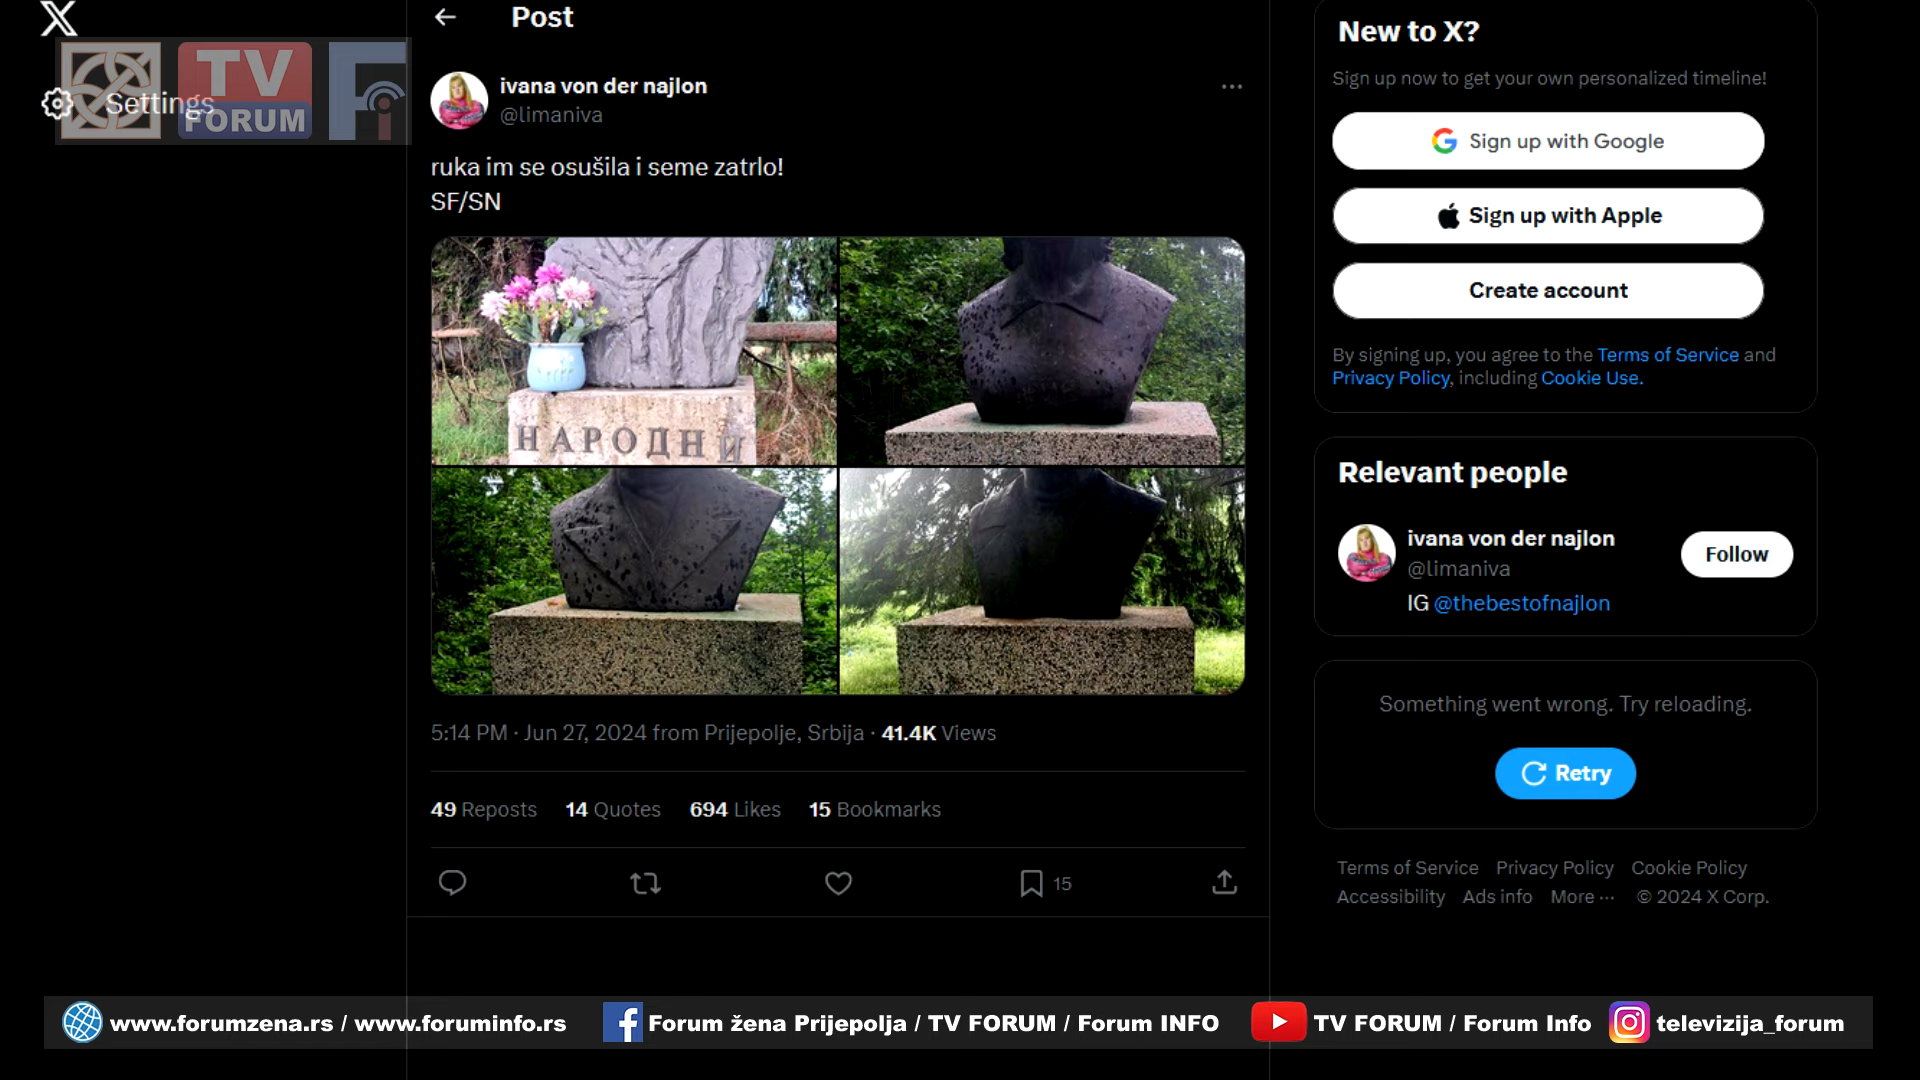 Post
Settings
TV
FORUM
Fi
ivana von der najlon
@limaniva
ruka im se osušila i seme zatrlo!
SF/SN
НАРОДНИ
5:14 PM · Jun 27, 2024 from Prijepolje, Srbija · 41.4K Views
49 Reposts 14 Quotes 694 Likes 15 Bookmarks
15
New to X?
Sign up now to get your own personalized timeline!
Sign up with Google
Sign up with Apple
Create account
By signing up, you agree to the Terms of Service and
Privacy Policy, including Cookie Use.
Relevant people
ivana von der najlon
@limaniva
Follow
IG @thebestofnajlon
Something went wrong. Try reloading.
Retry
Terms of Service Privacy Policy Cookie Policy
Accessibility Ads info More ··· © 2024 X Corp.
www.forumzena.rs / www.foruminfo.rs Forum žena Prijepolja / TV FORUM / Forum INFO TV FORUM / Forum Info televizija_forum